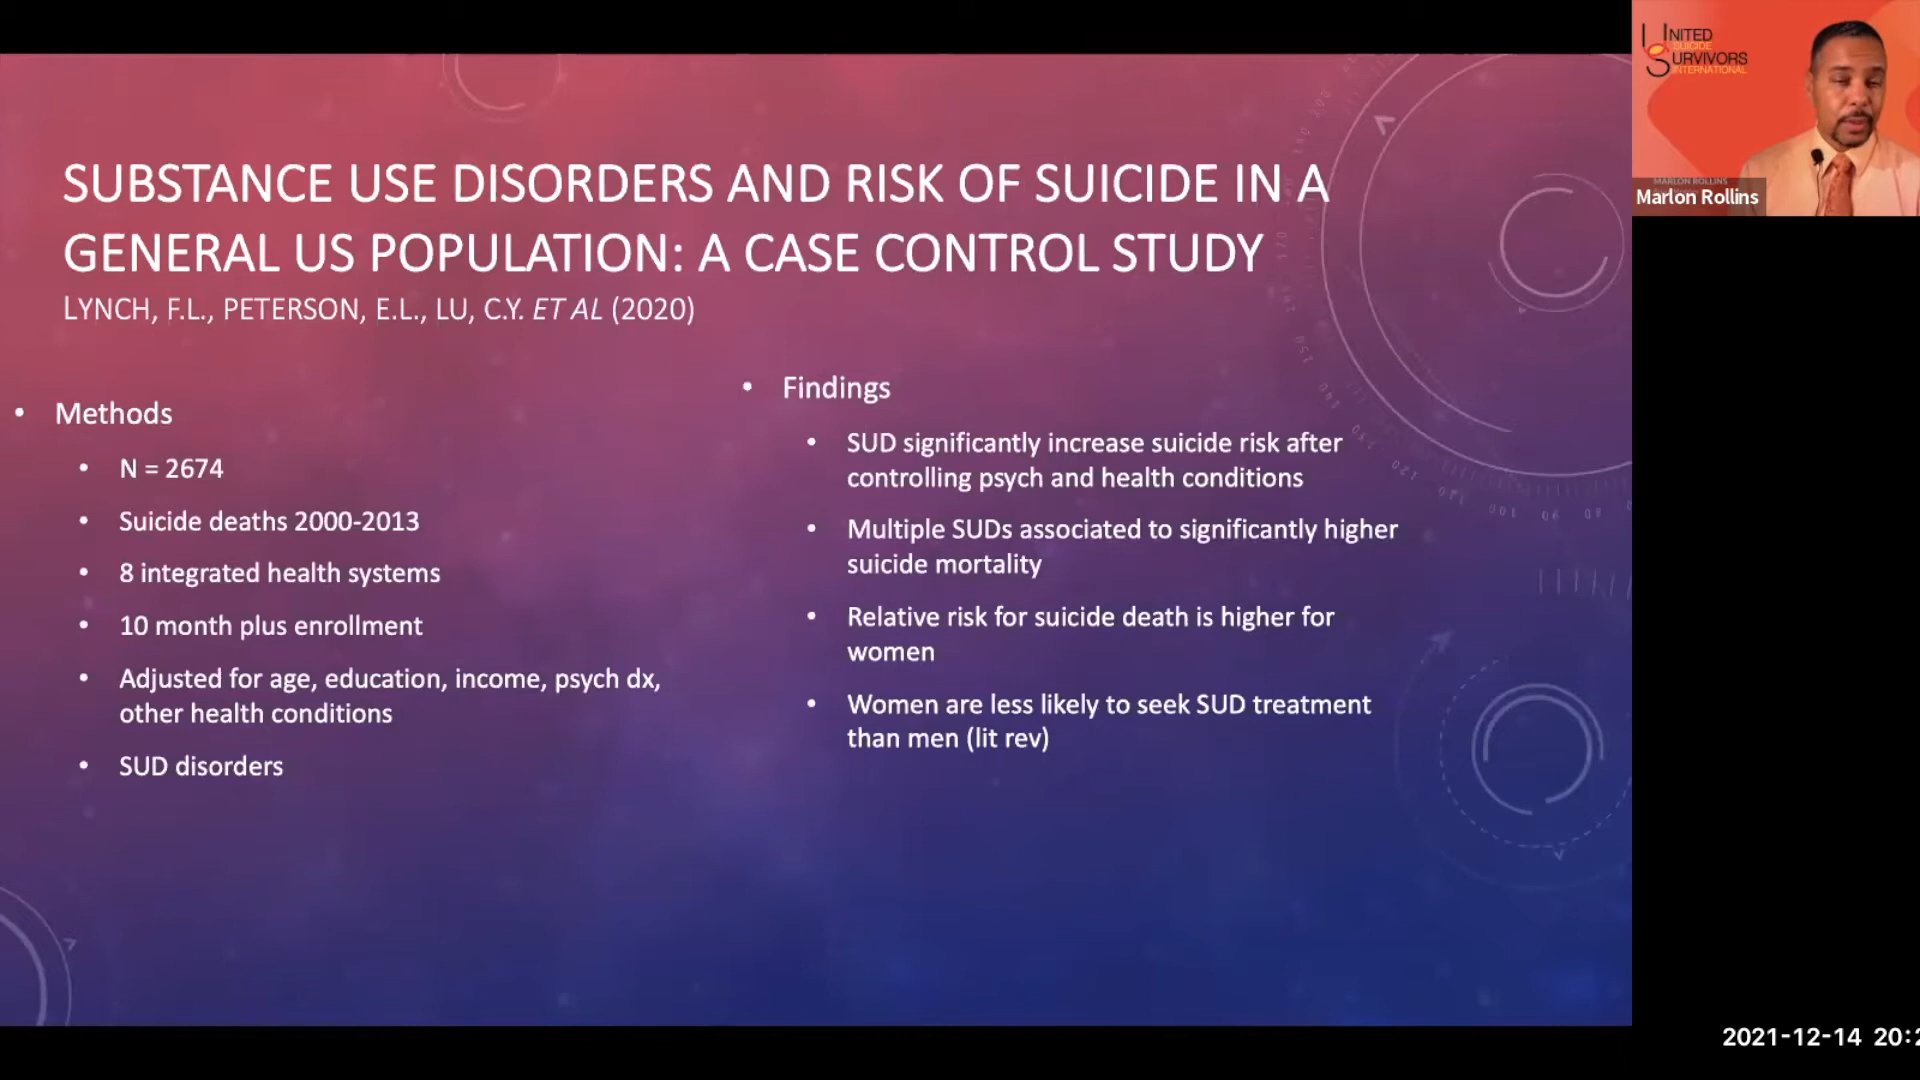 SUBSTANCE USE DISORDERS AND RISK OF SUICIDE IN A
GENERAL US POPULATION: A CASE CONTROL STUDY
LYNCH, F.L., PETERSON, E.L., LU, C.Y. ET AL (2020)
• Methods
• N = 2674
• Suicide deaths 2000-2013
• 8 integrated health systems
• 10 month plus enrollment
• Adjusted for age, education, income, psych dx,
other health conditions
• SUD disorders
• Findings
• SUD significantly increase suicide risk after
controlling psych and health conditions
• Multiple SUDs associated to significantly higher
suicide mortality
• Relative risk for suicide death is higher for
women
• Women are less likely to seek SUD treatment
than men (lit rev)
UNITED
SUICIDE
SURVIVORS
INTERNATIONAL
MARLON ROLLINS
Marlon Rollins
2021-12-14 20:2